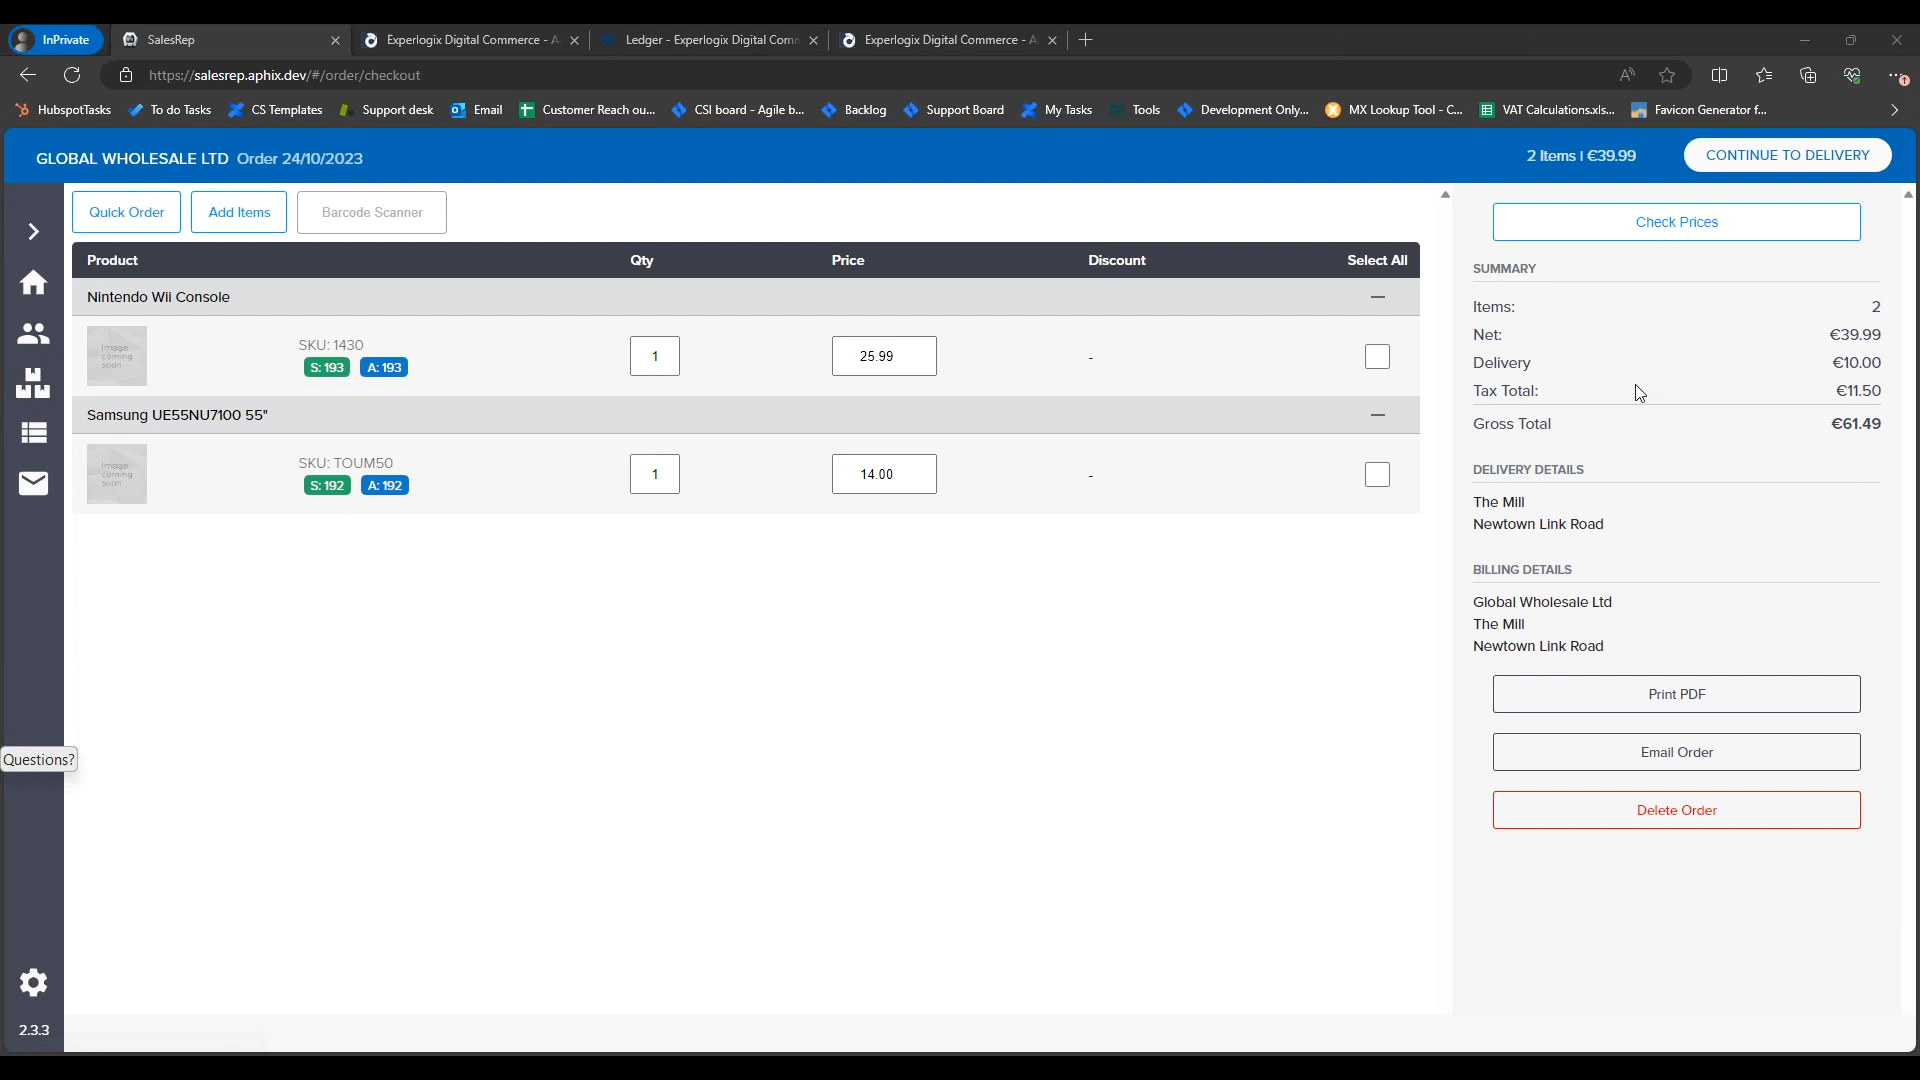 InPrivate
SalesRep
Experlogix Digital Commerce - A
Ledger - Experlogix Digital Comm
Experlogix Digital Commerce - A
https://salesrep.aphix.dev/#/order/checkout
HubspotTasks
To do Tasks
CS Templates
Support desk
Email
Customer Reach ou...
CSI board - Agile b...
Backlog
Support Board
My Tasks
Tools
Development Only...
MX Lookup Tool - C...
VAT Calculations.xls...
Favicon Generator f...
GLOBAL WHOLESALE LTD Order 24/10/2023
2 Items | €39.99
CONTINUE TO DELIVERY
Quick Order
Add Items
Barcode Scanner
Product Qty Price Discount Select All
Nintendo Wii Console
Image
coming
soon
SKU: 1430
S: 193 A: 193
1
25.99
-
Samsung UE55NU7100 55"
Image
coming
soon
SKU: TOUM50
S: 192 A: 192
1
14.00
-
Check Prices
SUMMARY
Items: 2
Net: €39.99
Delivery €10.00
Tax Total: €11.50
Gross Total €61.49
DELIVERY DETAILS
The Mill
Newtown Link Road
BILLING DETAILS
Global Wholesale Ltd
The Mill
Newtown Link Road
Print PDF
Email Order
Delete Order
Questions?
2.3.3